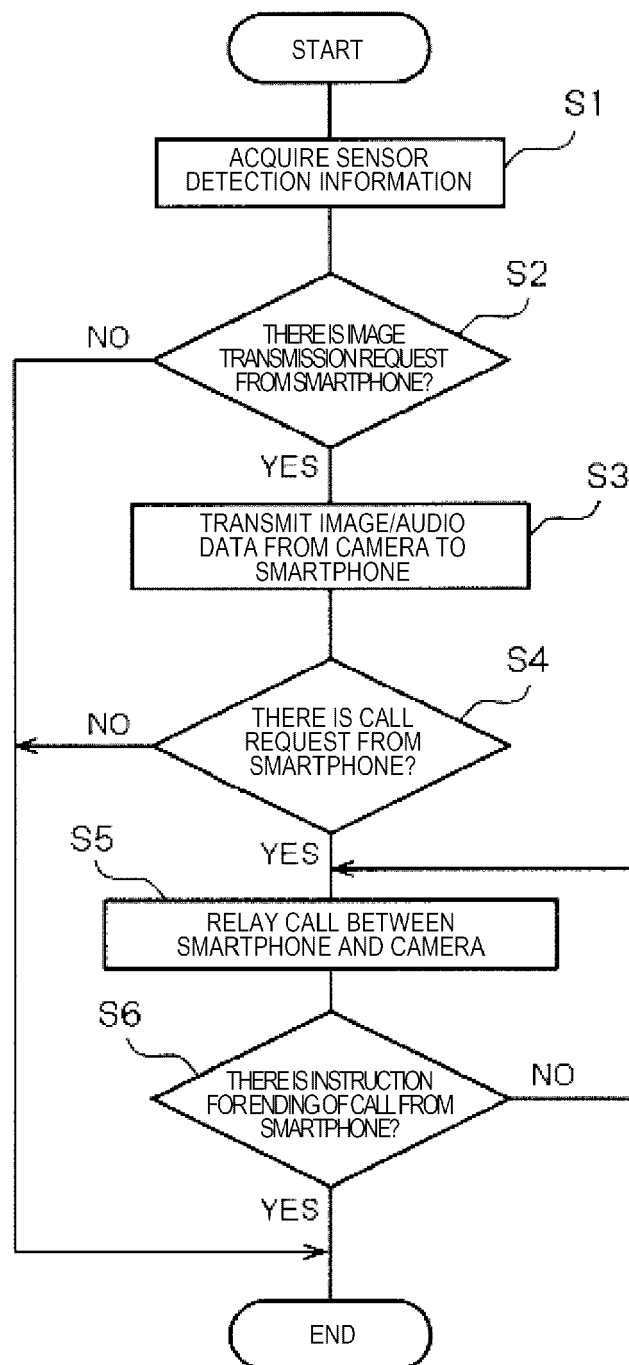 START
S1
ACQUIRE SENSOR
DETECTION INFORMATION
S2
NO
THERE IS IMAGE
TRANSMISSION REQUEST
FROM SMARTPHONE?
YES
S3
TRANSMIT IMAGE/AUDIO
DATA FROM CAMERA TO
SMARTPHONE
S4
NO
THERE IS CALL
REQUEST FROM
SMARTPHONE?
YES
S5
RELAY CALL BETWEEN
SMARTPHONE AND CAMERA
S6
THERE IS INSTRUCTION
FOR ENDING OF CALL FROM
SMARTPHONE?
NO
YES
END